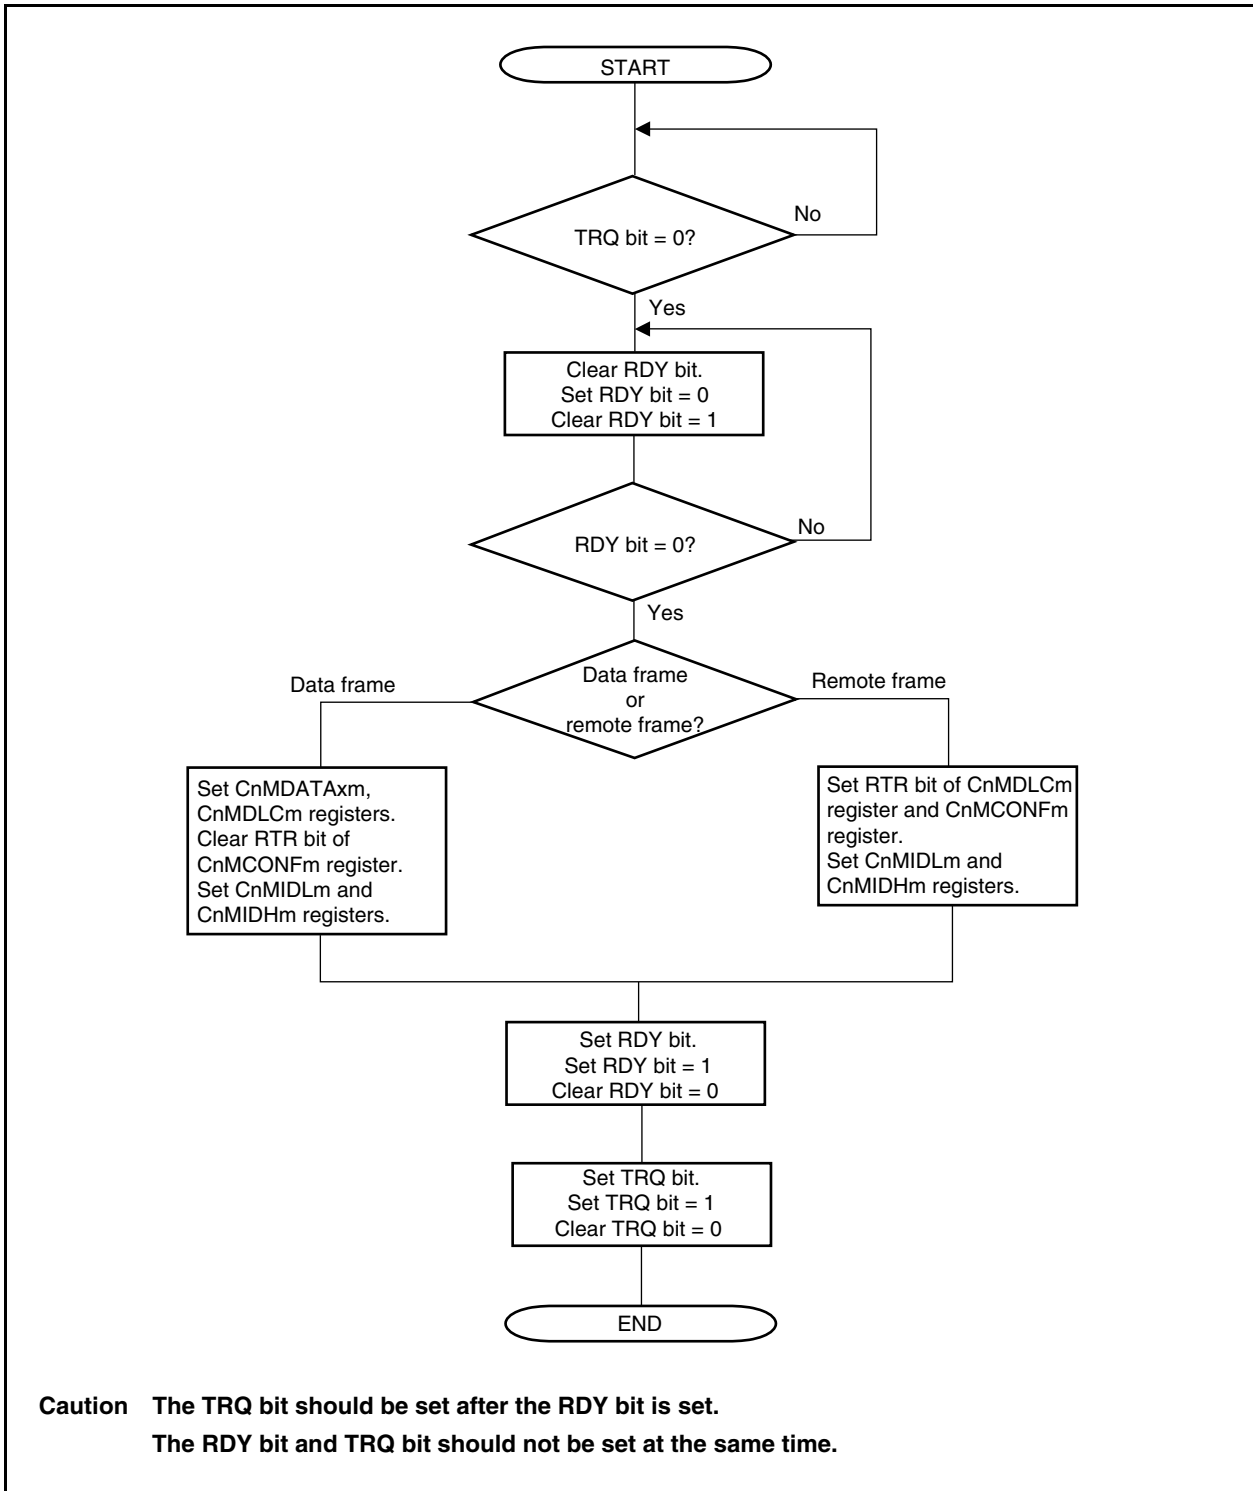 START
No
TRQ bit = 0?
Yes
Clear RDY bit.
Set RDY bit = 0
Clear RDY bit = 1
No
RDY bit = 0?
Yes
Data frame
Data frame
or
remote frame?
Remote frame
Set CnMDATAxm,
CnMDLCm registers.
Clear RTR bit of
CnMCONFm register.
Set CnMIDLm and
CnMIDHm registers.
Set RTR bit of CnMDLCm
register and CnMCONFm
register.
Set CnMIDLm and
CnMIDHm registers.
Set RDY bit.
Set RDY bit = 1
Clear RDY bit = 0
Set TRQ bit.
Set TRQ bit = 1
Clear TRQ bit = 0
END
Caution The TRQ bit should be set after the RDY bit is set.
The RDY bit and TRQ bit should not be set at the same time.